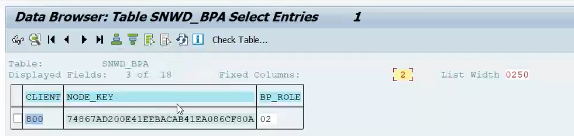 Data Browser: Table SNWD_BPA Select Entries 1
Check Table...
Table: SNWD_BPA
Displayed Fields: 3 of 18 Fixed Columns: 2 List Width 0250
CLIENT NODE_KEY BP_ROLE
800 74867AD200E41EEBACAB41EA086CF80A 02